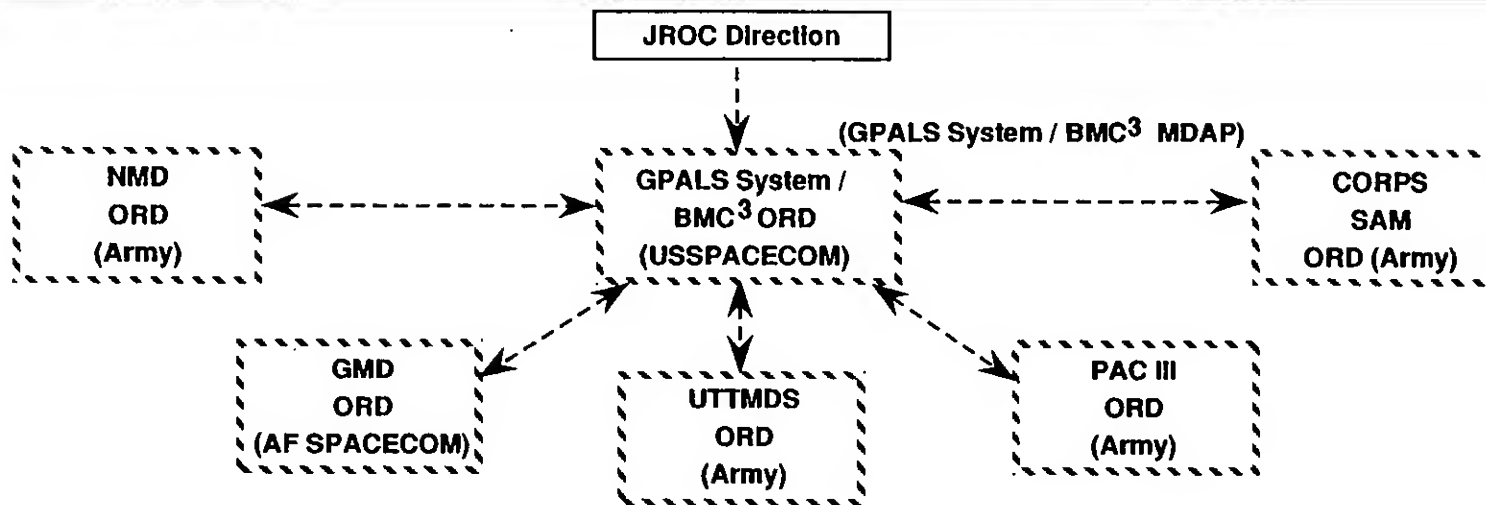 JROC Direction
(GPALS System / BMC³ MDAP)
NMD
ORD
(Army)
GPALS System /
BMC³ ORD
(USSPACECOM)
CORPS
SAM
ORD (Army)
GMD
ORD
(AF SPACECOM)
UTTMDS
ORD
(Army)
PAC III
ORD
(Army)